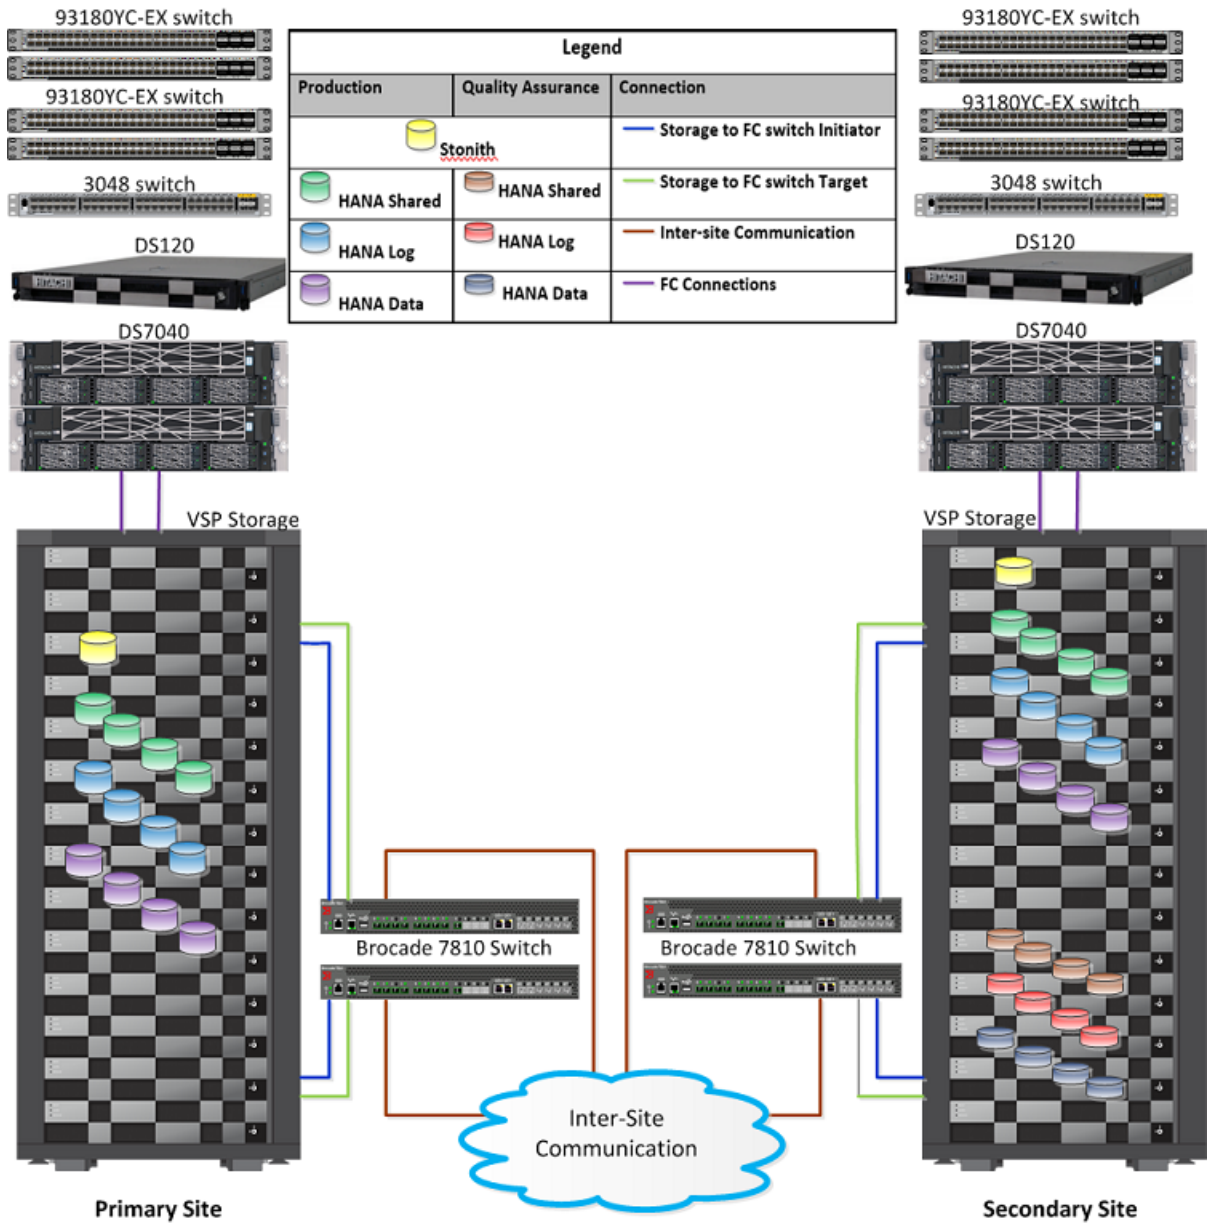 93180YC-EX switch
93180YC-EX switch
3048 switch
DS120
HITACHI
DS7040
VSP Storage
Legend
Production Quality Assurance Connection
Stonith
Storage to FC switch Initiator
HANA Shared HANA Shared
Storage to FC switch Target
HANA Log HANA Log
Inter-site Communication
HANA Data HANA Data
FC Connections
93180YC-EX switch
93180YC-EX switch
3048 switch
DS120
HITACHI
DS7040
VSP Storage
Brocade 7810 Switch
Brocade 7810 Switch
Inter-Site
Communication
Primary Site
Secondary Site